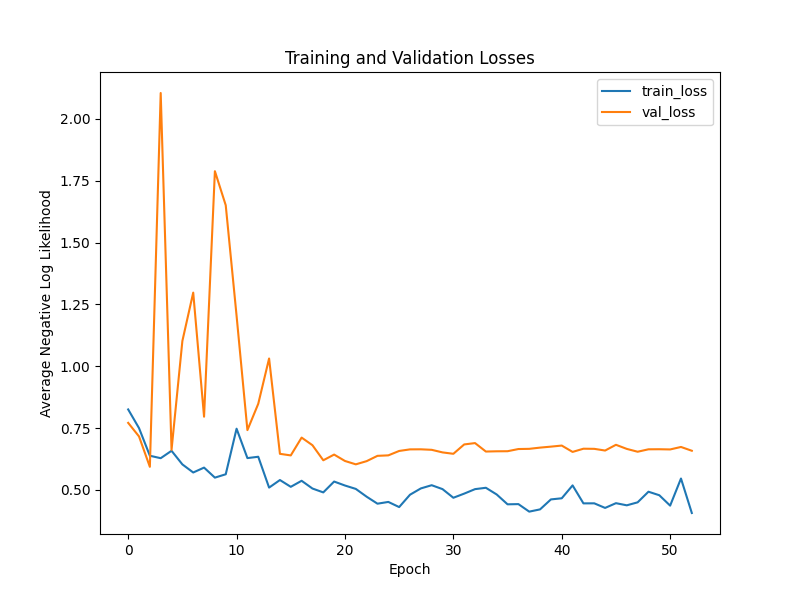 Training and Validation Losses
train_loss
val_loss
2.00
1.75
1.50
1.25
1.00
0.75
0.50
Average Negative Log Likelihood
0 10 20 30 40 50
Epoch